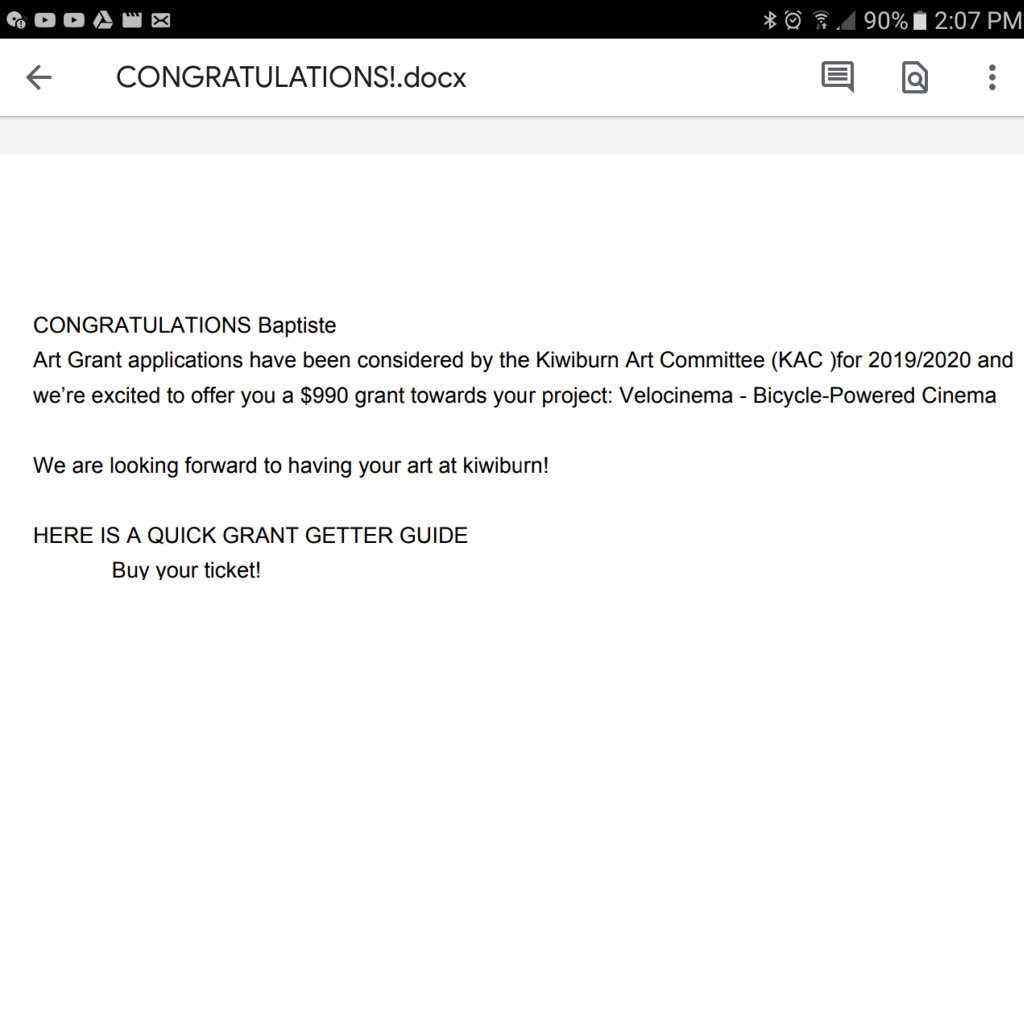 90% 2:07 PM
CONGRATULATIONS!.docx
CONGRATULATIONS Baptiste
Art Grant applications have been considered by the Kiwiburn Art Committee (KAC )for 2019/2020 and
we’re excited to offer you a $990 grant towards your project: Velocinema - Bicycle-Powered Cinema
We are looking forward to having your art at kiwiburn!
HERE IS A QUICK GRANT GETTER GUIDE
Buy your ticket!